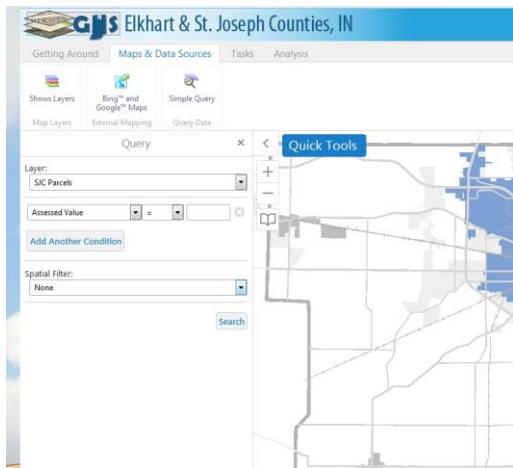 GMS Elkhart & St. Joseph Counties, IN
Getting Around Maps & Data Sources Tasks Analysis
Shows Layers
Bing™ and Google™ Maps
Simple Query
Map Layers External Mapping Query Data
Query ×
Quick Tools
Layer:
SJC Parcels
Assessed Value =
Add Another Condition
Spatial Filter:
None
Search